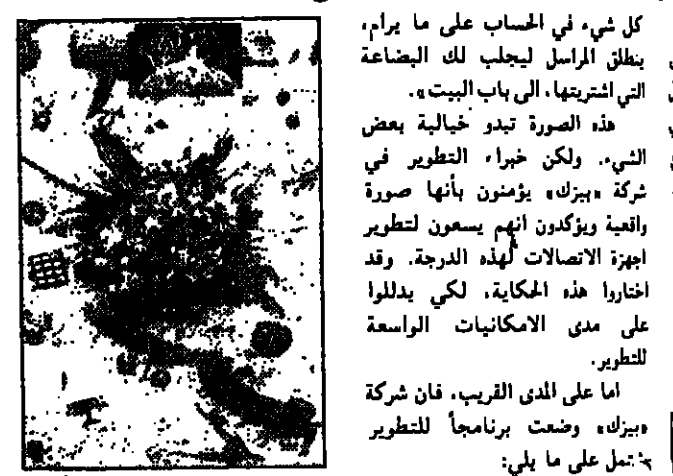 كل شيء في الحساب على ما يرام،
ينطلق المراسل ليجلب لك البضاعة
التي اشتريتها، الى باب البيت».
هذه الصورة تبدو خيالية بعض
الشيء. ولكن خبراء التطوير في
شركة «بيزك» يؤمنون بأنها صورة
واقعية ويؤكدون انهم يسعون لتطوير
اجهزة الاتصالات لهذه الدرجة. وقد
اختاروا هذه الحكاية، لكي يدللوا
على مدى الامكانيات الواسعة
للتطوير.
اما على المدى القريب، فان شركة
«بيزك» وضعت برنامجاً للتطوير
على ما يلي: